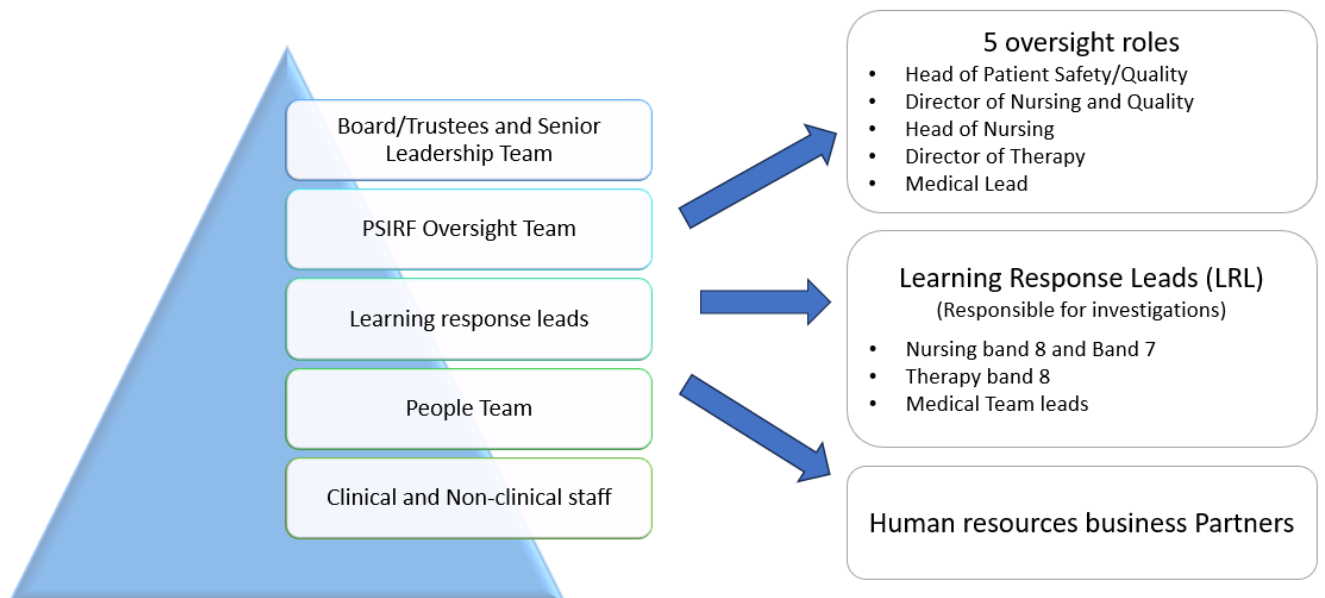 Board/Trustees and Senior
Leadership Team
PSIRF Oversight Team
Learning response leads
People Team
Clinical and Non-clinical staff
5 oversight roles
• Head of Patient Safety/Quality
• Director of Nursing and Quality
• Head of Nursing
• Director of Therapy
• Medical Lead
Learning Response Leads (LRL)
(Responsible for investigations)
• Nursing band 8 and Band 7
• Therapy band 8
• Medical Team leads
Human resources business Partners